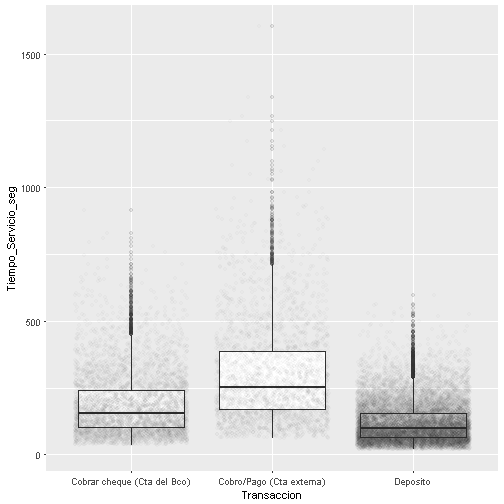 1500
1000
500
0
Tiempo_Servicio_seg
Cobrar cheque (Cta del Bco)
Cobro/Pago (Cta externa)
Deposito
Transaccion